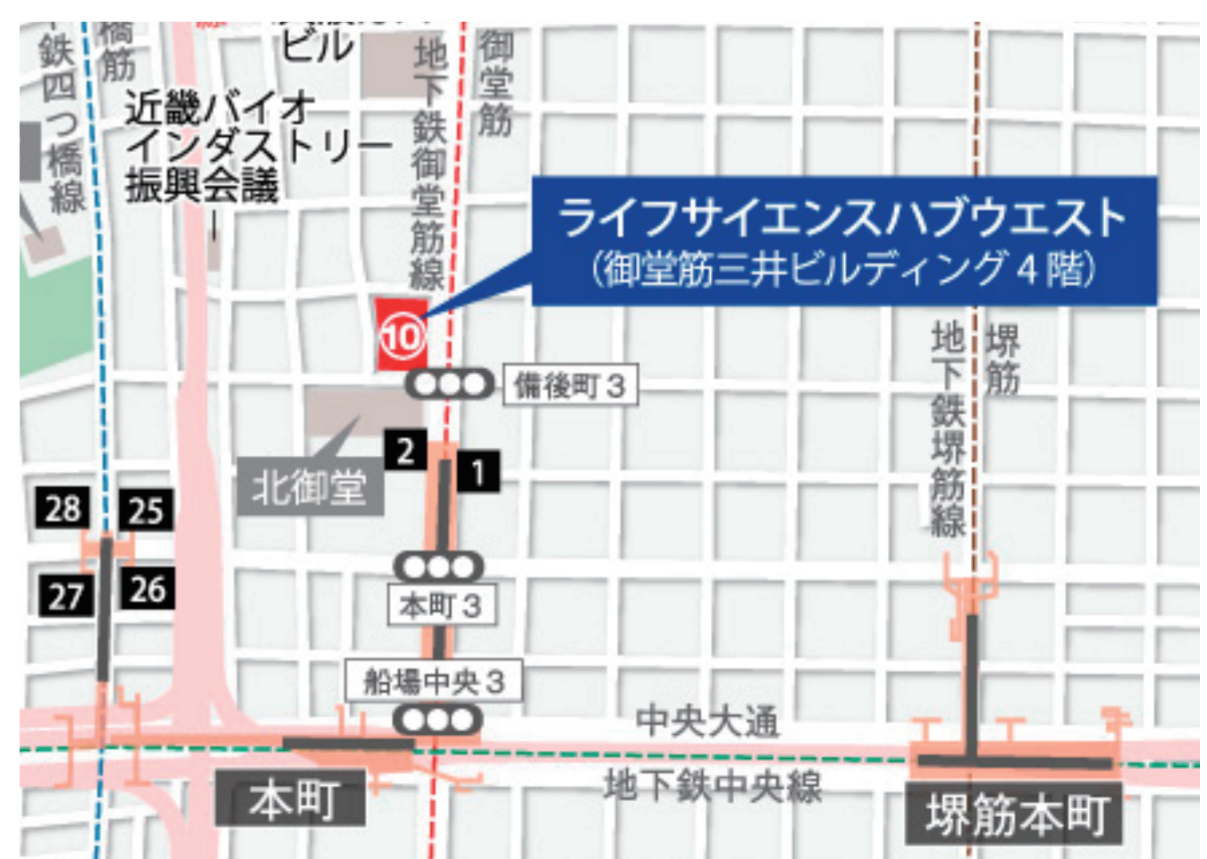 橋筋
鉄四つ橋線
ビル
近畿バイオ
インダストリー
振興会議
地下鉄御堂筋線
御堂筋
ライフサイエンスハブウエスト
(御堂筋三井ビルディング4階)
10
備後町3
北御堂
2
1
地下鉄堺筋線
堺筋
28
25
27
26
本町3
船場中央3
中央大通
地下鉄中央線
本町
堺筋本町